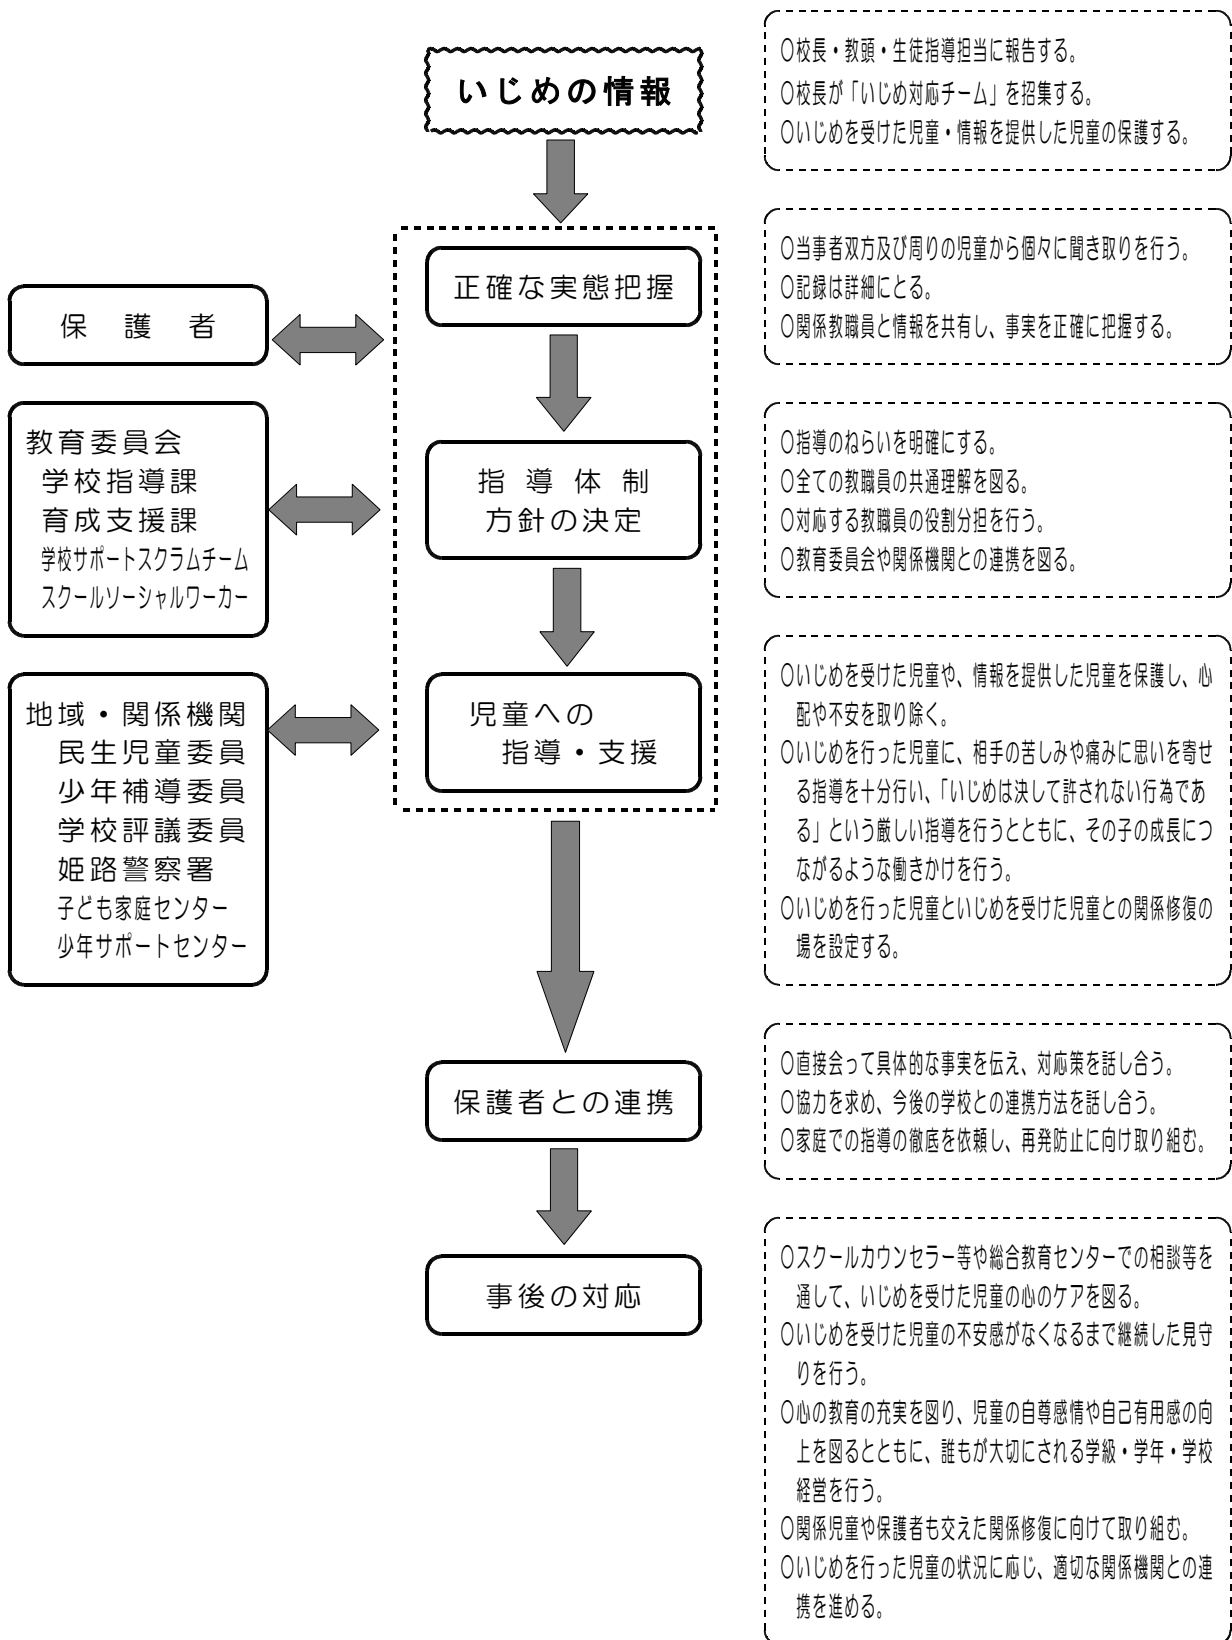 いじめの情報
○校長・教頭・生徒指導担当に報告する。
○校長が「いじめ対応チーム」を招集する。
○いじめを受けた児童・情報を提供した児童の保護する。
正確な実態把握
○当事者双方及び周りの児童から個々に聞き取りを行う。
○記録は詳細にとる。
○関係教職員と情報を共有し、事実を正確に把握する。
保 護 者
教育委員会
学校指導課
育成支援課
学校サポートスクラムチーム
スクールソーシャルワーカー
指 導 体 制
方針の決定
○指導のねらいを明確にする。
○全ての教職員の共通理解を図る。
○対応する教職員の役割分担を行う。
○教育委員会や関係機関との連携を図る。
地域・関係機関
民生児童委員
少年補導委員
学校評議委員
姫路警察署
子ども家庭センター
少年サポートセンター
児童への
指導・支援
○いじめを受けた児童や、情報を提供した児童を保護し、心
配や不安を取り除く。
○いじめを行った児童に、相手の苦しみや痛みに思いを寄せ
る指導を十分行い、「いじめは決して許されない行為であ
る」という厳しい指導を行うとともに、その子の成長につ
ながるような働きかけを行う。
○いじめを行った児童といじめを受けた児童との関係修復の
場を設定する。
保護者との連携
○直接会って具体的な事実を伝え、対応策を話し合う。
○協力を求め、今後の学校との連携方法を話し合う。
○家庭での指導の徹底を依頼し、再発防止に向け取り組む。
事後の対応
○スクールカウンセラー等や総合教育センターでの相談等を
通して、いじめを受けた児童の心のケアを図る。
○いじめを受けた児童の不安感がなくなるまで継続した見守
りを行う。
○心の教育の充実を図り、児童の自尊感情や自己有用感の向
上を図るとともに、誰もが大切にされる学級・学年・学校
経営を行う。
○関係児童や保護者も交えた関係修復に向けて取り組む。
○いじめを行った児童の状況に応じ、適切な関係機関との連
携を進める。